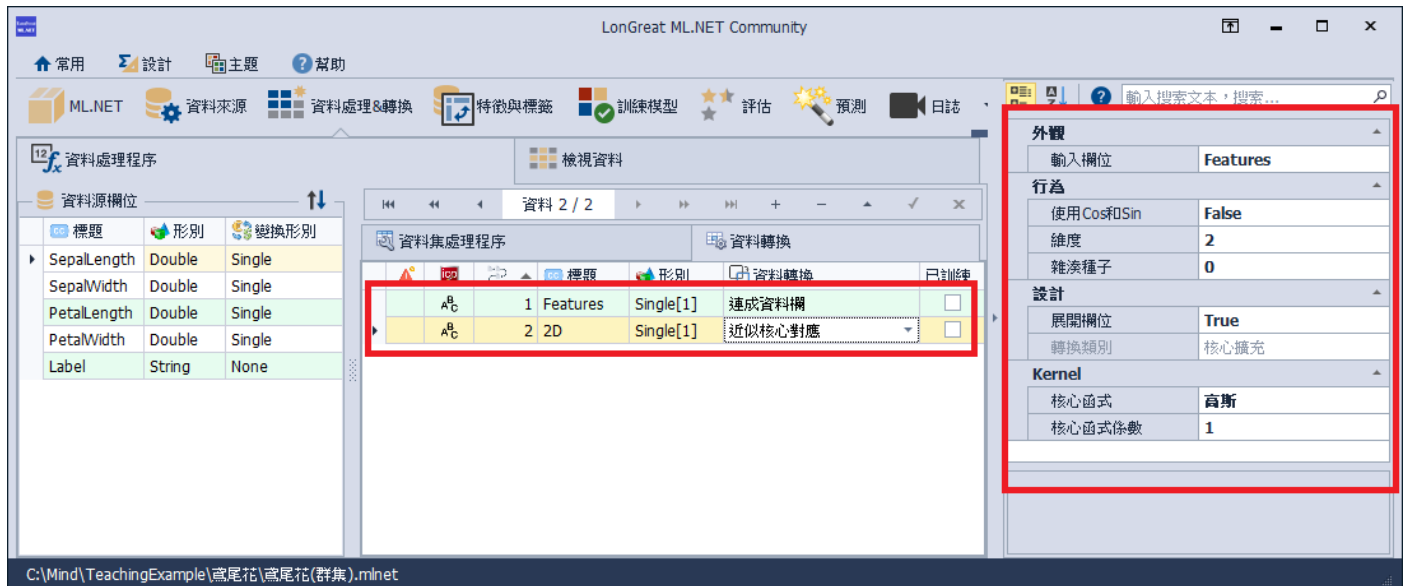 LonGreat ML.NET
LonGreat ML.NET Community
常用 設計 主題 幫助
ML.NET 資料來源 資料處理&轉換 特徵與標籤 訓練模型 評估 預測 日誌
輸入搜索文本,搜索...
資料處理程序 檢視資料
資料源欄位
標題 形別 變換形別
SepalLength Double Single
SepalWidth Double Single
PetalLength Double Single
PetalWidth Double Single
Label String None
資料 2 / 2
資料集處理程序 資料轉換
標題 形別 資料轉換 已訓練
1 Features Single[1] 連成資料欄
2 2D Single[1] 近似核心對應
外觀
輸入欄位 Features
行為
使用Cos和Sin False
維度 2
雜湊種子 0
設計
展開欄位 True
轉換類別 核心擴充
Kernel
核心函式 高斯
核心函式係數 1
C:\Mind\TeachingExample\鳶尾花\鳶尾花(群集).mlnet